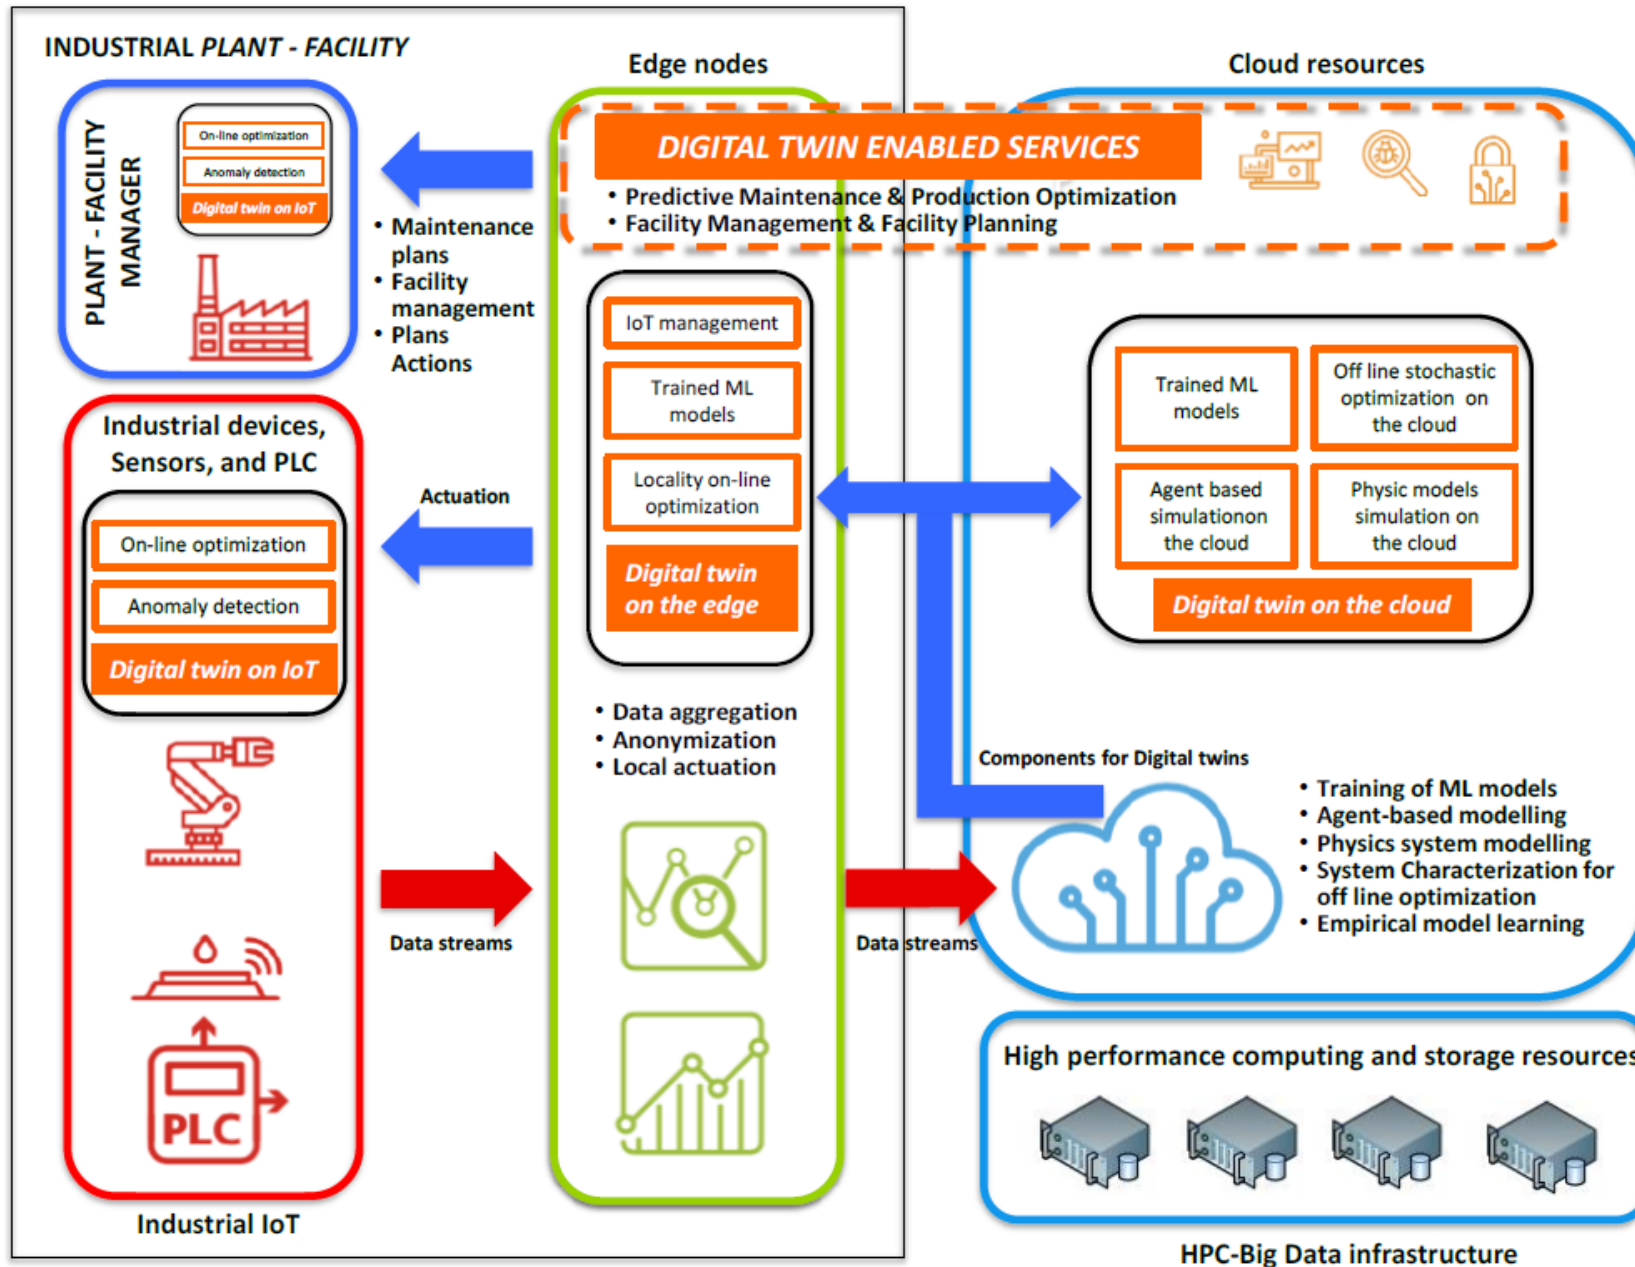 INDUSTRIAL PLANT - FACILITY
PLANT - FACILITY
MANAGER
On-line optimization
Anomaly detection
Digital twin on IoT
• Maintenance
plans
• Facility
management
• Plans
Actions
Industrial devices,
Sensors, and PLC
On-line optimization
Anomaly detection
Digital twin on IoT
Actuation
PLC
Industrial IoT
Data streams
Edge nodes
DIGITAL TWIN ENABLED SERVICES
• Predictive Maintenance & Production Optimization
• Facility Management & Facility Planning
IoT management
Trained ML
models
Locality on-line
optimization
Digital twin
on the edge
• Data aggregation
• Anonymization
• Local actuation
Data streams
Cloud resources
Trained ML
models
Off line stochastic
optimization on
the cloud
Agent based
simulationon
the cloud
Physic models
simulation on
the cloud
Digital twin on the cloud
Components for Digital twins
• Training of ML models
• Agent-based modelling
• Physics system modelling
• System Characterization for
off line optimization
• Empirical model learning
High performance computing and storage resources
HPC-Big Data infrastructure